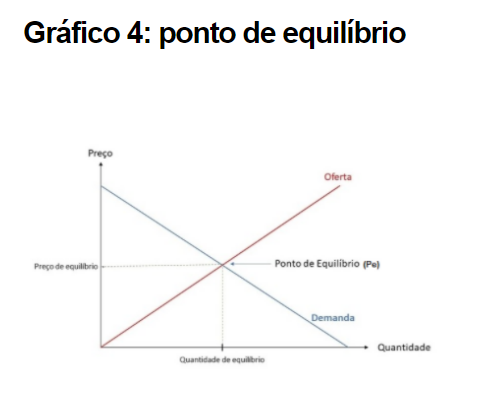 Gráfico 4: ponto de equilíbrio
Preço
Oferta
Preço de equilíbrio
Ponto de Equilíbrio (Pe)
Demanda
Quantidade
Quantidade de equilíbrio